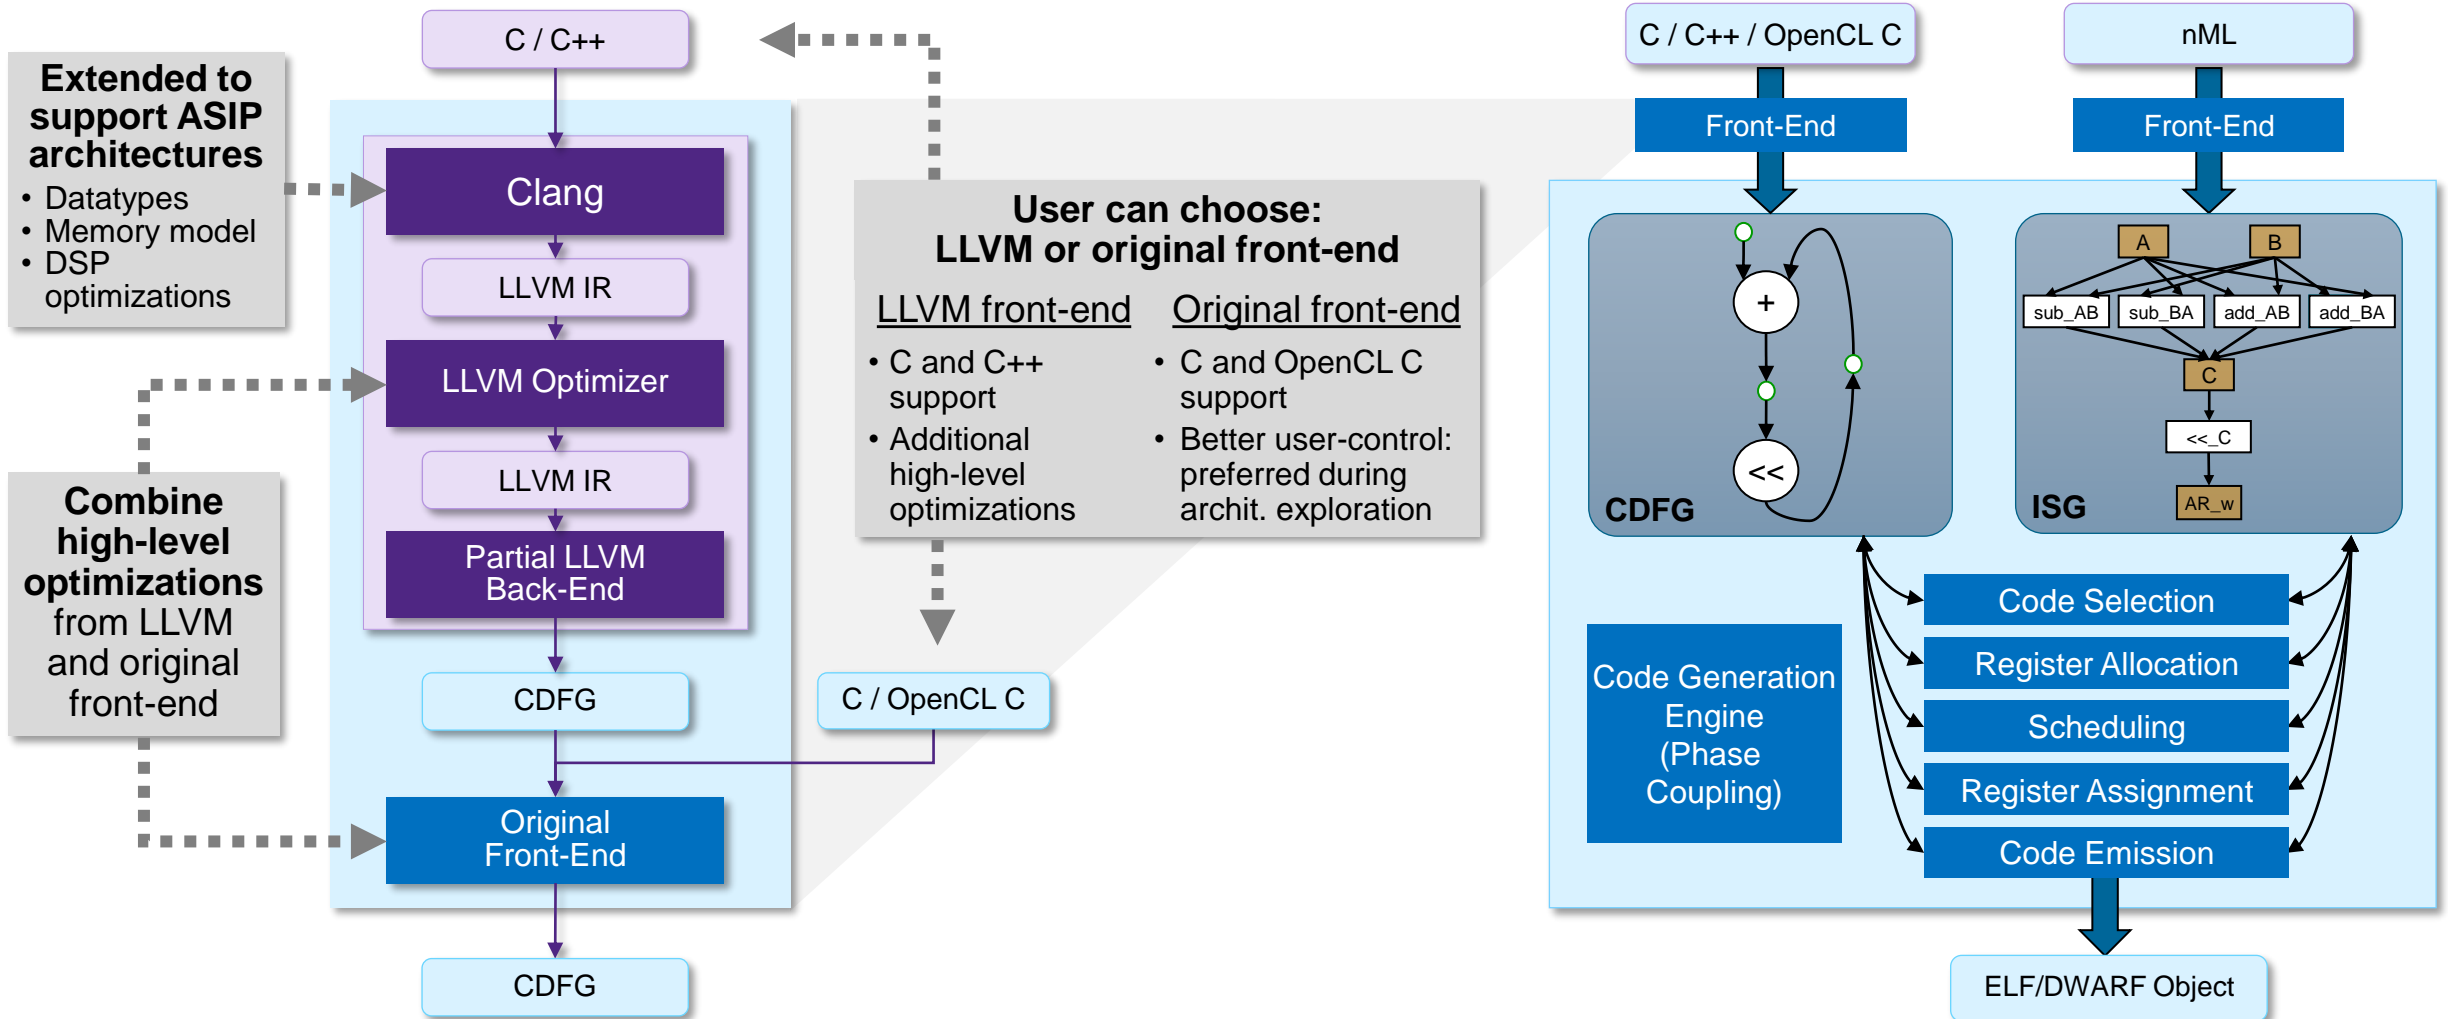 C / C++
Extended to
support ASIP
architectures
• Datatypes
• Memory model
• DSP
optimizations
Clang
LLVM IR
LLVM Optimizer
LLVM IR
Partial LLVM
Back-End
Combine
high-level
optimizations
from LLVM
and original
front-end
CDFG
C / OpenCL C
Original
Front-End
CDFG
User can choose:
LLVM or original front-end
LLVM front-end
• C and C++
support
• Additional
high-level
optimizations
Original front-end
• C and OpenCL C
support
• Better user-control:
preferred during
archit. exploration
C / C++ / OpenCL C
Front-End
nML
Front-End
+
<<
CDFG
A
B
sub_AB
sub_BA
add_AB
add_BA
C
<<_C
AR_w
ISG
Code Generation
Engine
(Phase
Coupling)
Code Selection
Register Allocation
Scheduling
Register Assignment
Code Emission
ELF/DWARF Object